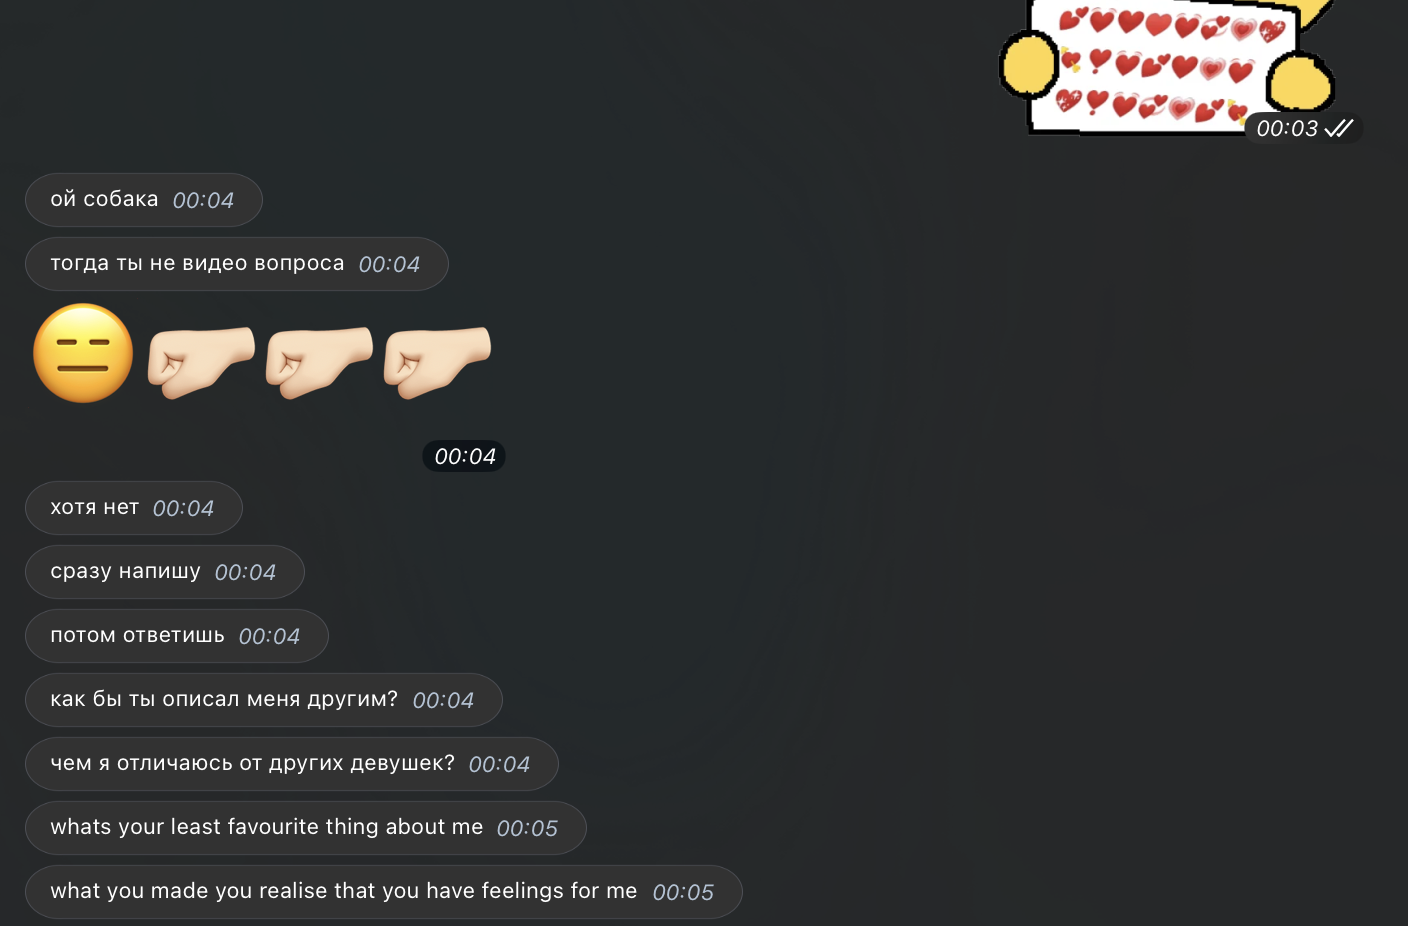 00:03
ой собака 00:04
тогда ты не видео вопроса 00:04
00:04
хотя нет 00:04
сразу напишу 00:04
потом ответишь 00:04
как бы ты описал меня другим? 00:04
чем я отличаюсь от других девушек? 00:04
whats your least favourite thing about me 00:05
what you made you realise that you have feelings for me 00:05